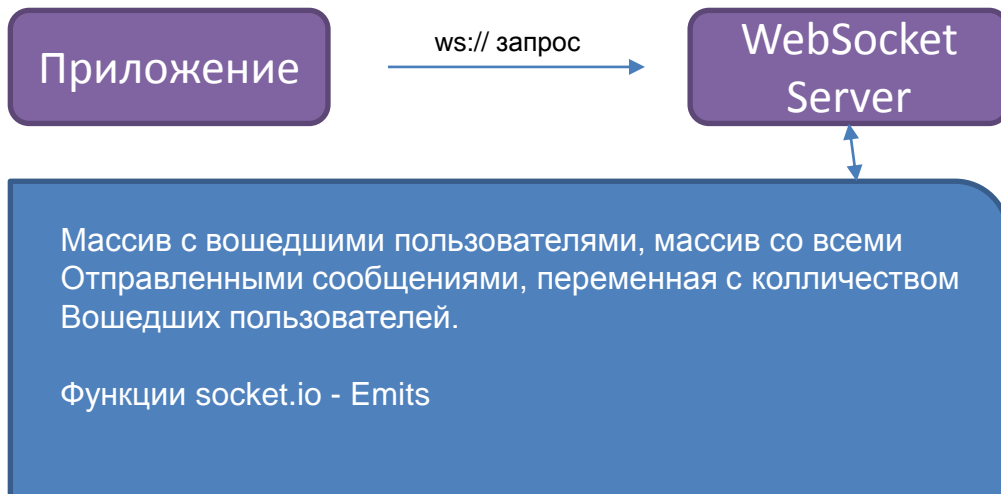 Приложение
ws:// запрос
WebSocket
Server
Массив с вошедшими пользователями, массив со всеми
Отправленными сообщениями, переменная с колличеством
Вошедших пользователей.
Функции socket.io - Emits